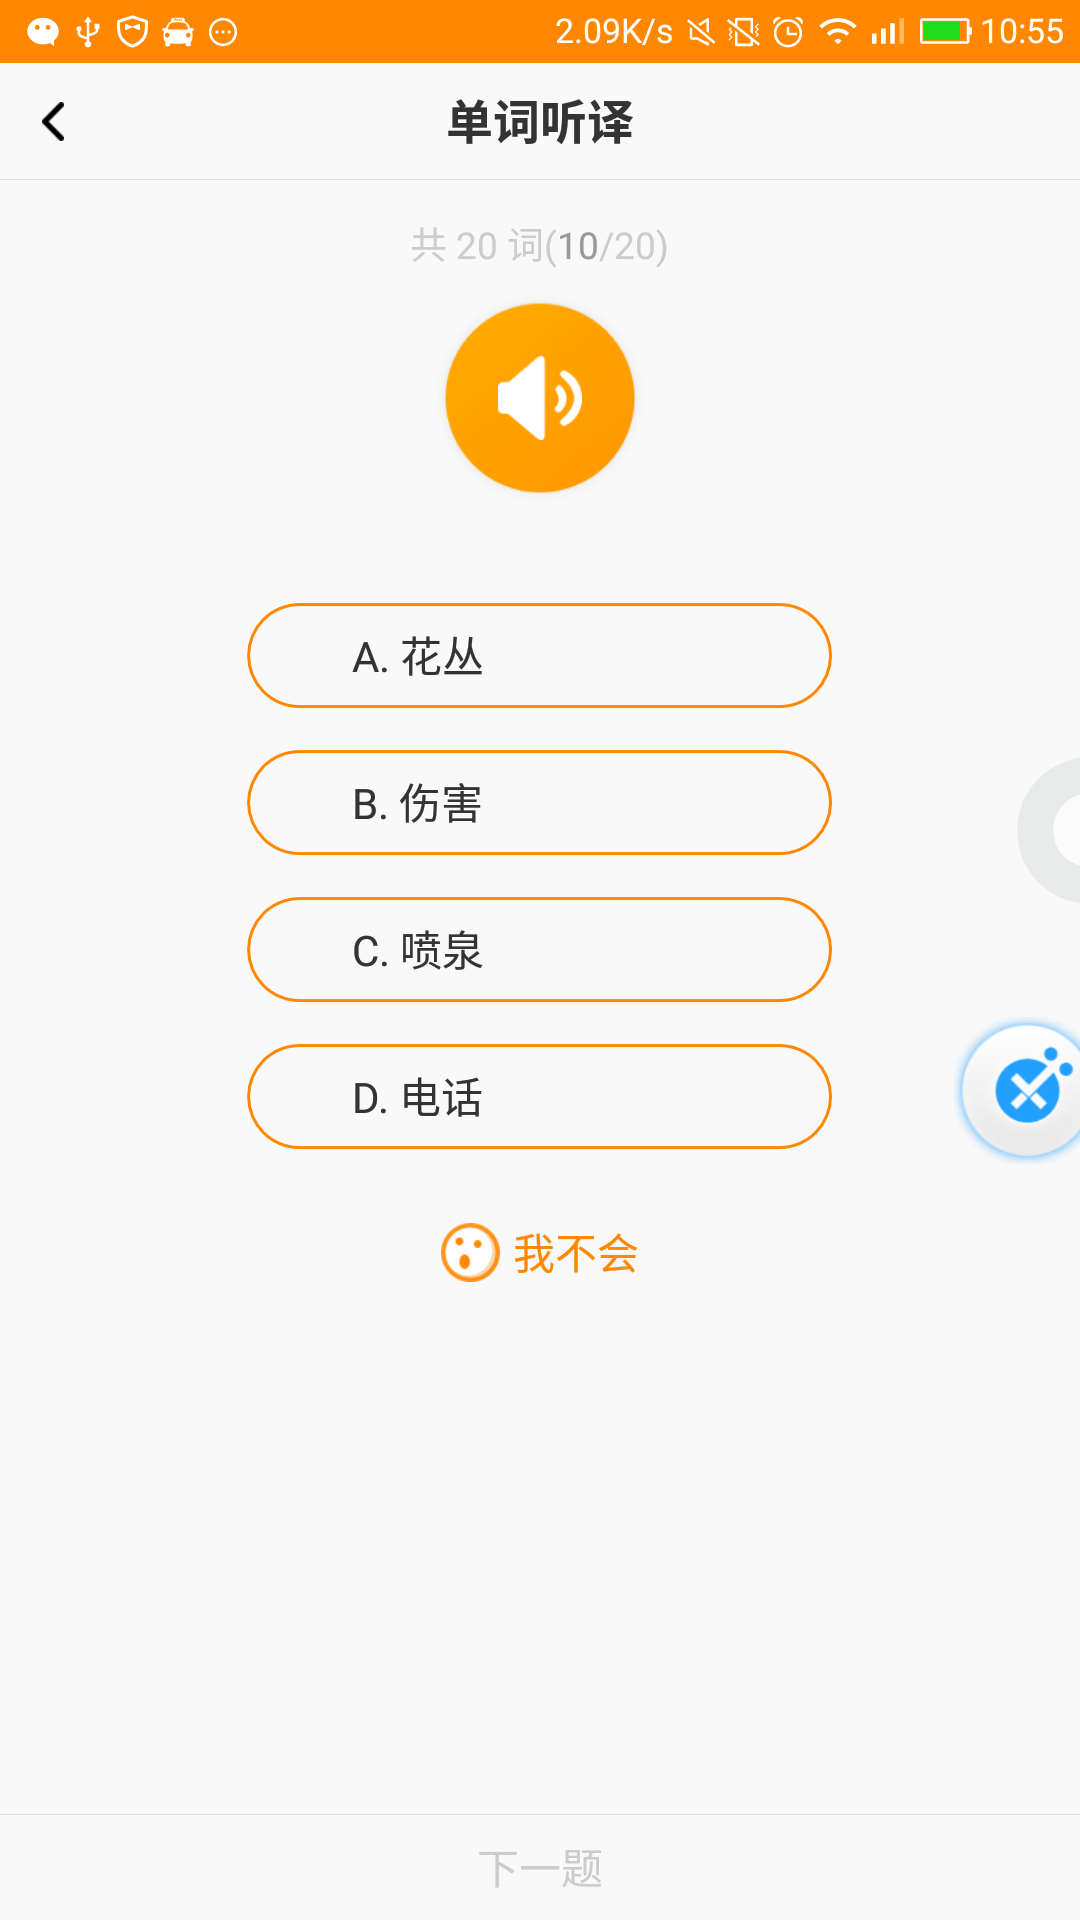 2.09K/s 10:55
单词听译
共 20 词(10/20)
A. 花丛
B. 伤害
C. 喷泉
D. 电话
我不会
下一题